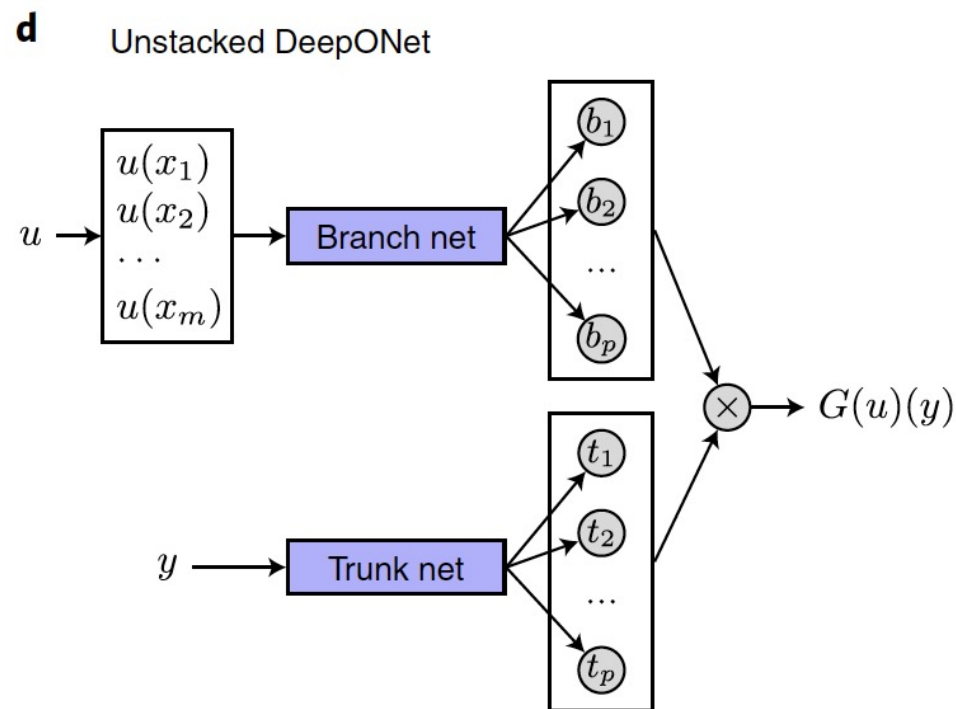 d Unstacked DeepONet
u
u(x₁)
u(x₂)
...
u(xₘ)
Branch net
b₁
b₂
...
bₚ
y
Trunk net
t₁
t₂
...
tₚ
×
G(u)(y)